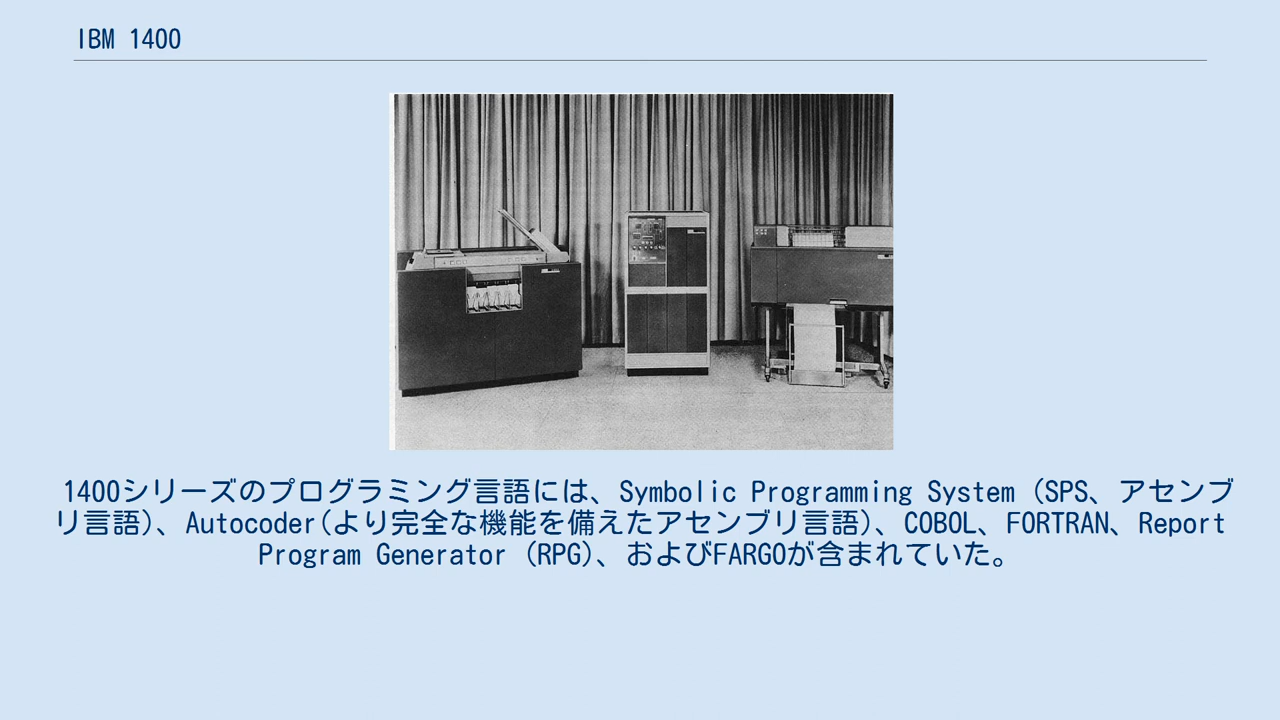 IBM 1400
1400シリーズのプログラミング言語には、Symbolic Programming System (SPS、アセンブ
リ言語)、Autocoder(より完全な機能を備えたアセンブリ言語)、COBOL、FORTRAN、Report
Program Generator (RPG)、およびFARGOが含まれていた。